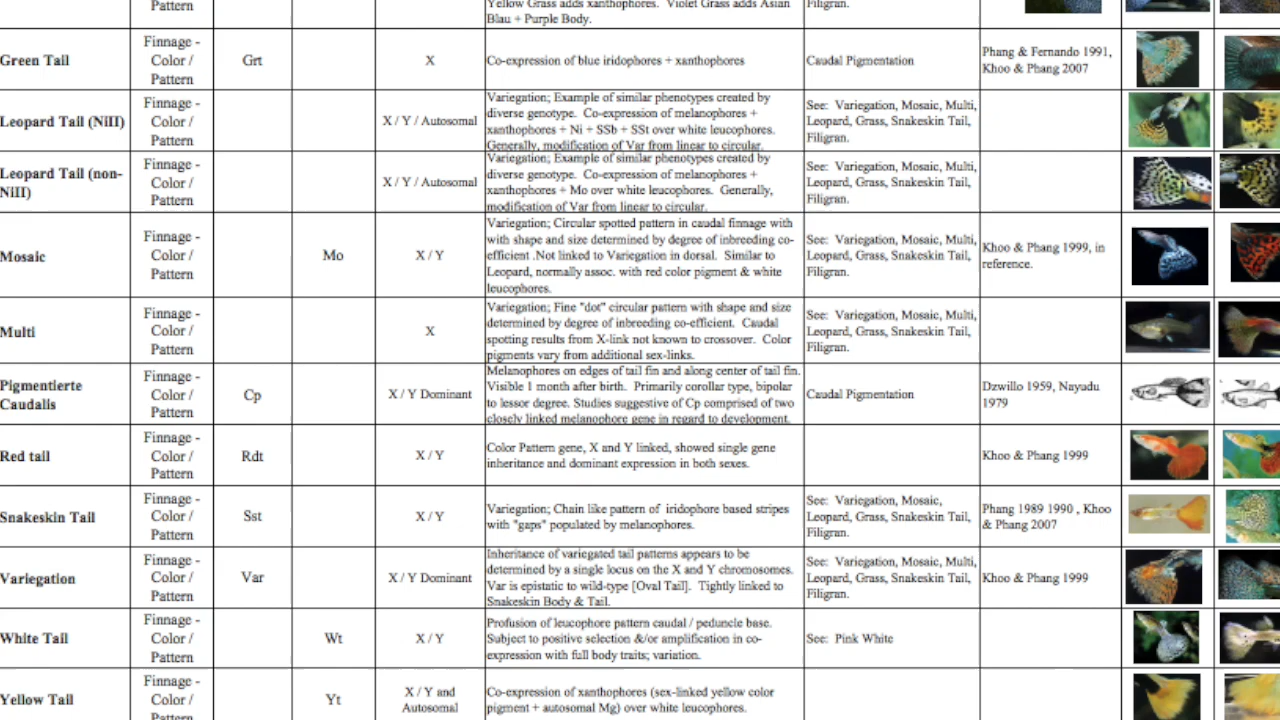 Pattern
Yellow Grass adds xanthophores. Violet Grass adds Asian
Blau + Purple Body.
Filigran.
Green Tail
Finnage -
Color /
Pattern
Grt
X
Co-expression of blue iridophores + xanthophores
Caudal Pigmentation
Phang & Fernando 1991,
Khoo & Phang 2007
Leopard Tail (NiII)
Finnage -
Color /
Pattern
X / Y / Autosomal
Variegation; Example of similar phenotypes created by
diverse genotype. Co-expression of melanophores +
xanthophores + Ni + SSb + SSt over white leucophores.
Generally, modification of Var from linear to circular.
See: Variegation, Mosaic, Multi,
Leopard, Grass, Snakeskin Tail,
Filigran.
Leopard Tail (non-
NiII)
Finnage -
Color /
Pattern
X / Y / Autosomal
Variegation; Example of similar phenotypes created by
diverse genotype. Co-expression of melanophores +
xanthophores + Mo over white leucophores. Generally,
modification of Var from linear to circular.
See: Variegation, Mosaic, Multi,
Leopard, Grass, Snakeskin Tail,
Filigran.
Mosaic
Finnage -
Color /
Pattern
Mo
X / Y
Variegation; Circular spotted pattern in caudal finnage with
with shape and size determined by degree of inbreeding co-
efficient .Not linked to Variegation in dorsal. Similar to
Leopard, normally assoc. with red color pigment & white
leucophores.
See: Variegation, Mosaic, Multi,
Leopard, Grass, Snakeskin Tail,
Filigran.
Khoo & Phang 1999, in
reference.
Multi
Finnage -
Color /
Pattern
X
Variegation; Fine "dot" circular pattern with shape and size
determined by degree of inbreeding co-efficient. Caudal
spotting results from X-link not known to crossover. Color
pigments vary from additional sex-links.
See: Variegation, Mosaic, Multi,
Leopard, Grass, Snakeskin Tail,
Filigran.
Pigmentierte
Caudalis
Finnage -
Color /
Pattern
Cp
X / Y Dominant
Melanophores on edges of tail fin and along center of tail fin.
Visible 1 month after birth. Primarily corollar type, bipolar
to lessor degree. Studies suggestive of Cp comprised of two
closely linked melanophore gene in regard to development.
Caudal Pigmentation
Dzwillo 1959, Nayudu
1979
Red tail
Finnage -
Color /
Pattern
Rdt
X / Y
Color Pattern gene, X and Y linked, showed single gene
inheritance and dominant expression in both sexes.
Khoo & Phang 1999
Snakeskin Tail
Finnage -
Color /
Pattern
Sst
X / Y
Variegation; Chain like pattern of iridophore based stripes
with "gaps" populated by melanophores.
See: Variegation, Mosaic,
Leopard, Grass, Snakeskin Tail,
Filigran.
Phang 1989 1990 , Khoo
& Phang 2007
Variegation
Finnage -
Color /
Pattern
Var
X / Y Dominant
Inheritance of variegated tail patterns appears to be
determined by a single locus on the X and Y chromosomes.
Var is epistatic to wild-type [Oval Tail]. Tightly linked to
Snakeskin Body & Tail.
See: Variegation, Mosaic, Multi,
Leopard, Grass, Snakeskin Tail,
Filigran.
Khoo & Phang 1999
White Tail
Finnage -
Color /
Pattern
Wt
X / Y
Profusion of leucophore pattern caudal / peduncle base.
Subject to positive selection &/or amplification in co-
expression with full body traits; variation.
See: Pink White
Yellow Tail
Finnage -
Color /
Pattern
Yt
X / Y and
Autosomal
Co-expression of xanthophores (sex-linked yellow color
pigment + autosomal Mg) over white leucophores.